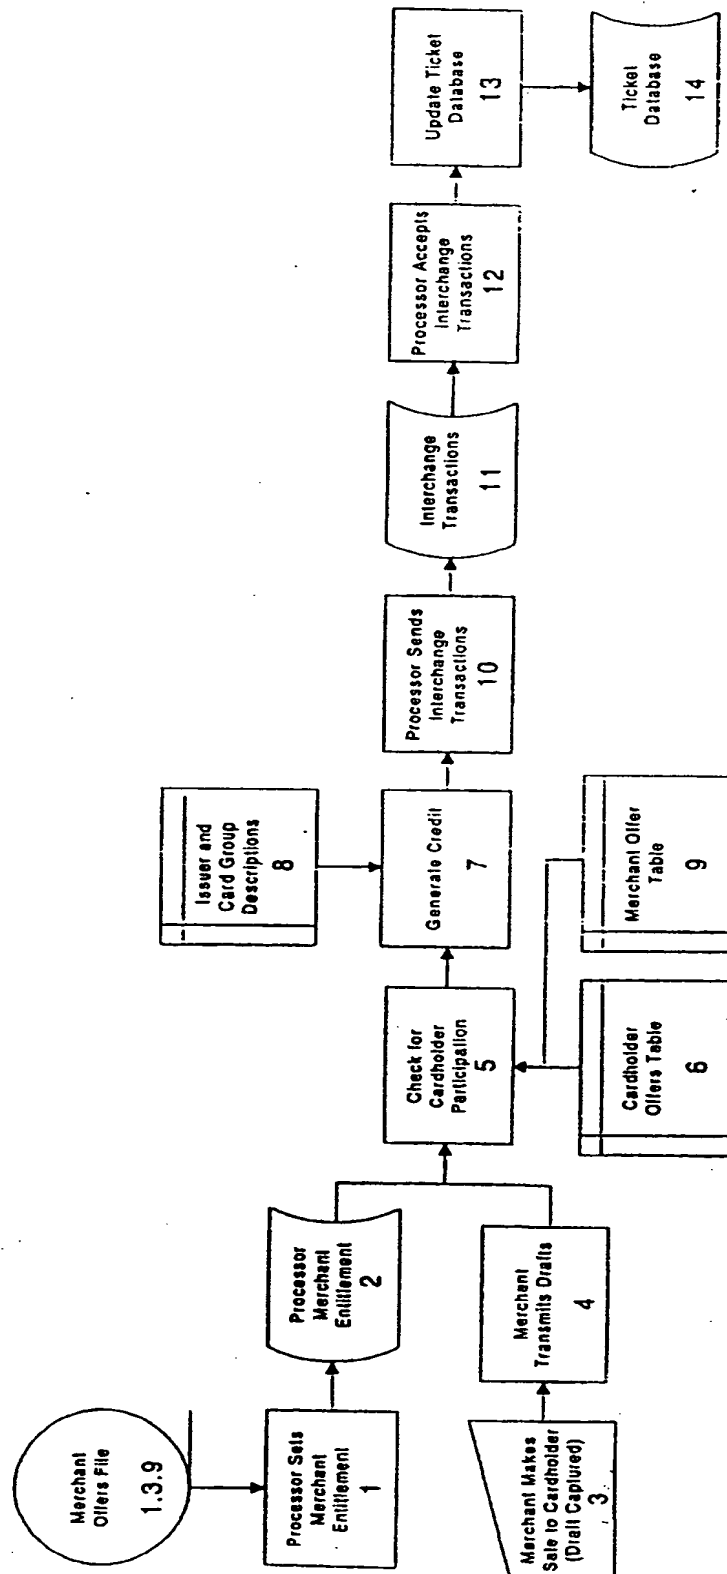 Merchant
Offers File
1.3.9
Processor Sets
Merchant
Entitlement
1
Processor
Merchant
Entitlement
2
Merchant Makes
Sale to Cardholder
(Draft Captured)
3
Merchant
Transmits Drafts
4
Check for
Cardholder
Participation
5
Cardholder
Offers Table
6
Generate Credit
7
Issuer and
Card Group
Descriptions
8
Merchant Offer
Table
9
Processor Sends
Interchange
Transactions
10
Interchange
Transactions
11
Processor Accepts
Interchange
Transactions
12
Update Ticket
Database
13
Ticket
Database
14